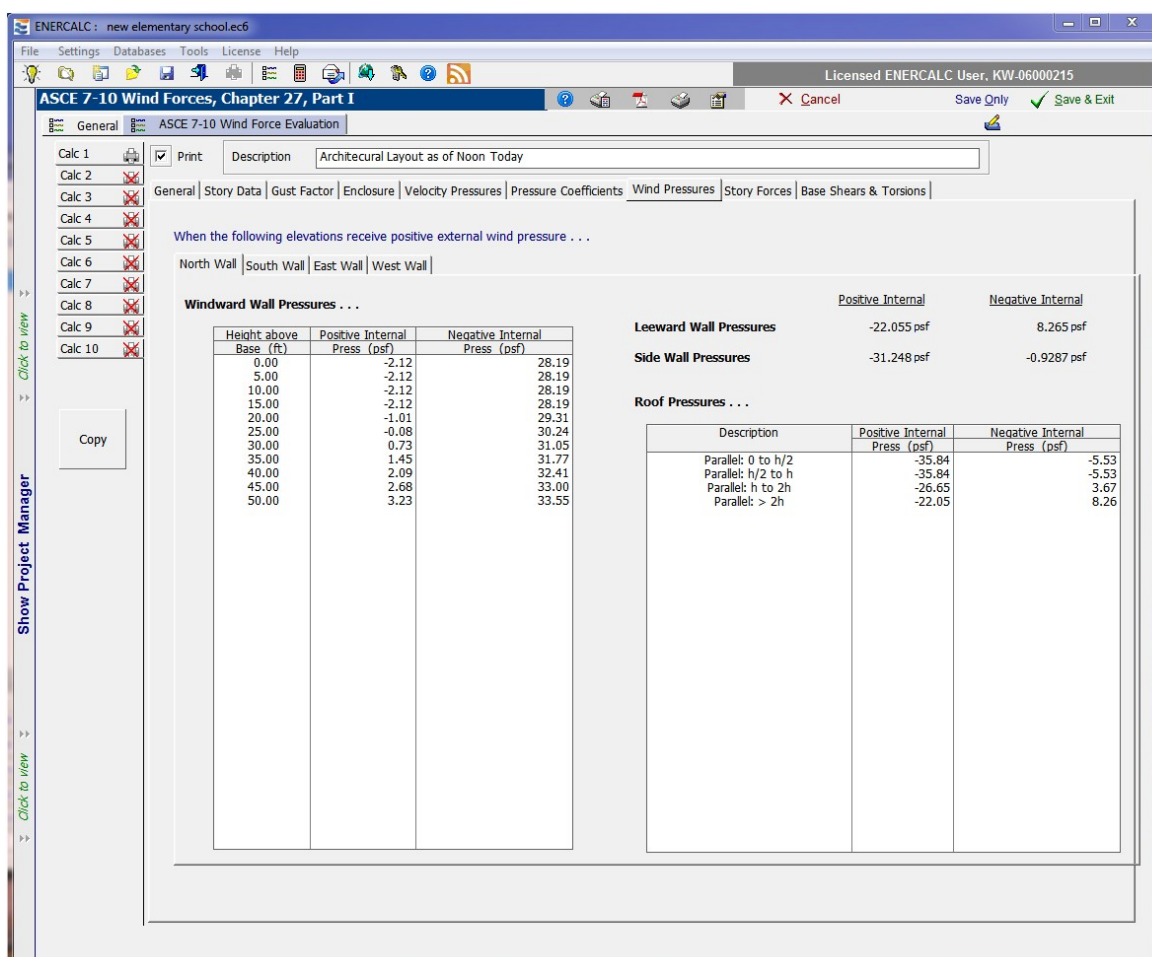 ENERCALC : new elementary school.ec6
File Settings Databases Tools License Help
Licensed ENERCALC User, KW-06000215
ASCE 7-10 Wind Forces, Chapter 27, Part I
Cancel Save Only Save & Exit
General ASCE 7-10 Wind Force Evaluation
Calc 1
Calc 2
Calc 3
Calc 4
Calc 5
Calc 6
Calc 7
Calc 8
Calc 9
Calc 10
Copy
Click to view
Show Project Manager
Click to view
Print Description Architecural Layout as of Noon Today
General Story Data Gust Factor Enclosure Velocity Pressures Pressure Coefficients Wind Pressures Story Forces Base Shears & Torsions
When the following elevations receive positive external wind pressure . . .
North Wall South Wall East Wall West Wall
Windward Wall Pressures . . .
Height above Positive Internal Negative Internal
Base (ft) Press (psf) Press (psf)
0.00 -2.12 28.19
5.00 -2.12 28.19
10.00 -2.12 28.19
15.00 -2.12 28.19
20.00 -1.01 29.31
25.00 -0.08 30.24
30.00 0.73 31.05
35.00 1.45 31.77
40.00 2.09 32.41
45.00 2.68 33.00
50.00 3.23 33.55
Positive Internal Negative Internal
Leeward Wall Pressures -22.055 psf 8.265 psf
Side Wall Pressures -31.248 psf -0.9287 psf
Roof Pressures . . .
Description Positive Internal Negative Internal
Press (psf) Press (psf)
Parallel: 0 to h/2 -35.84 -5.53
Parallel: h/2 to h -35.84 -5.53
Parallel: h to 2h -26.65 3.67
Parallel: > 2h -22.05 8.26